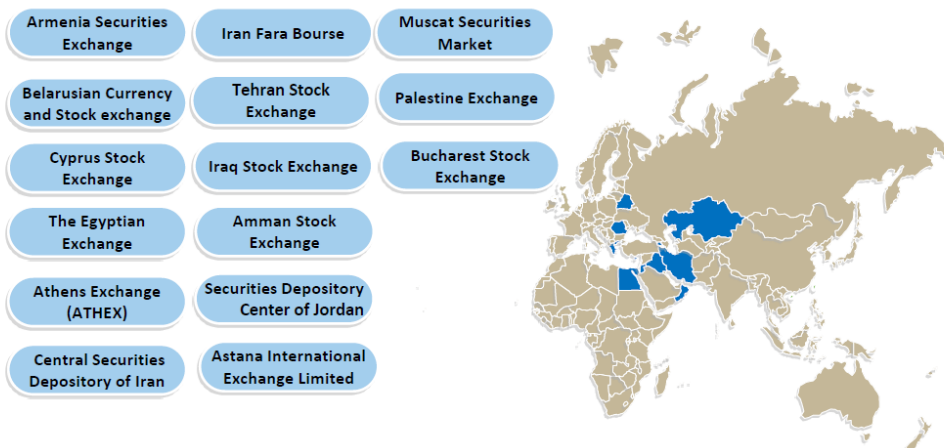 Armenia Securities
Exchange
Belarusian Currency
and Stock exchange
Cyprus Stock
Exchange
The Egyptian
Exchange
Athens Exchange
(ATHEX)
Central Securities
Depository of Iran
Iran Fara Bourse
Tehran Stock
Exchange
Iraq Stock Exchange
Amman Stock
Exchange
Securities Depository
Center of Jordan
Astana International
Exchange Limited
Muscat Securities
Market
Palestine Exchange
Bucharest Stock
Exchange